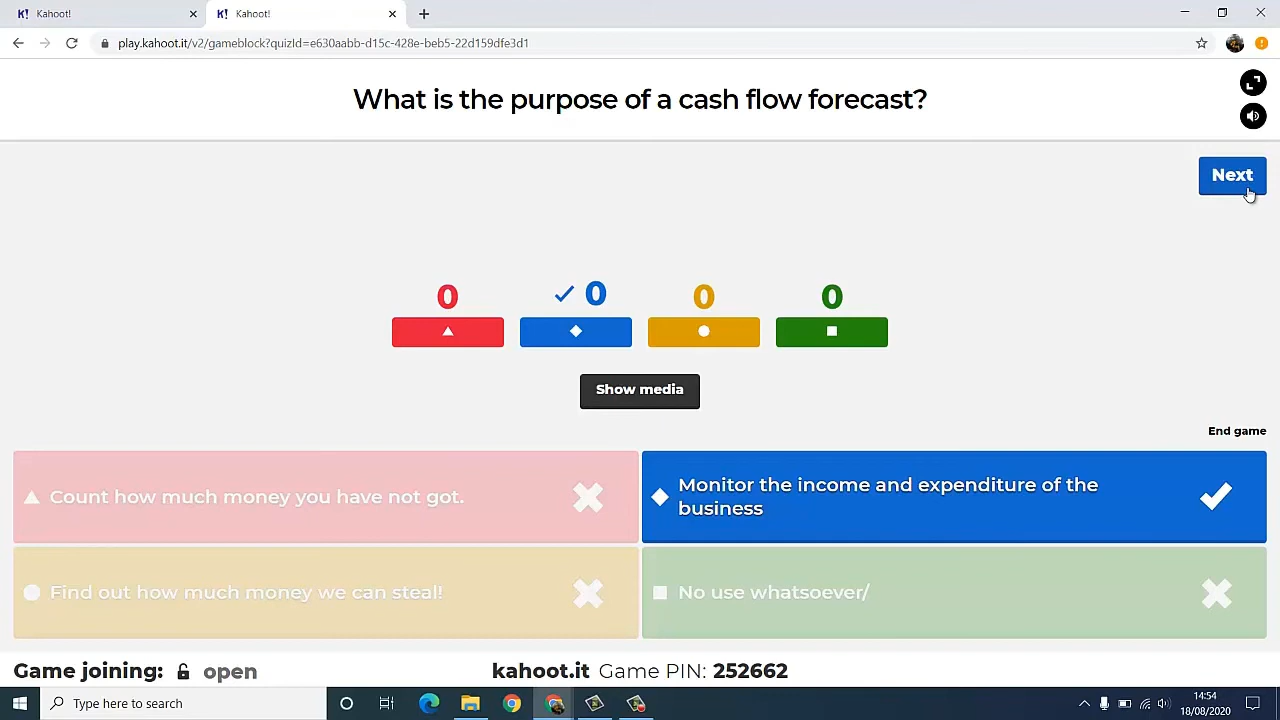 K! Kahoot!
K! Kahoot!
play.kahoot.it/v2/gameblock?quizId=e630aabb-d15c-428e-beb5-22d159dfe3d1
What is the purpose of a cash flow forecast?
Next
0 0 0 0
Show media
End game
Count how much money you have not got.
Monitor the income and expenditure of the
business
Find out how much money we can steal!
No use whatsoever/
Game joining: open
kahoot.it Game PIN: 252662
Type here to search
14:54
18/08/2020